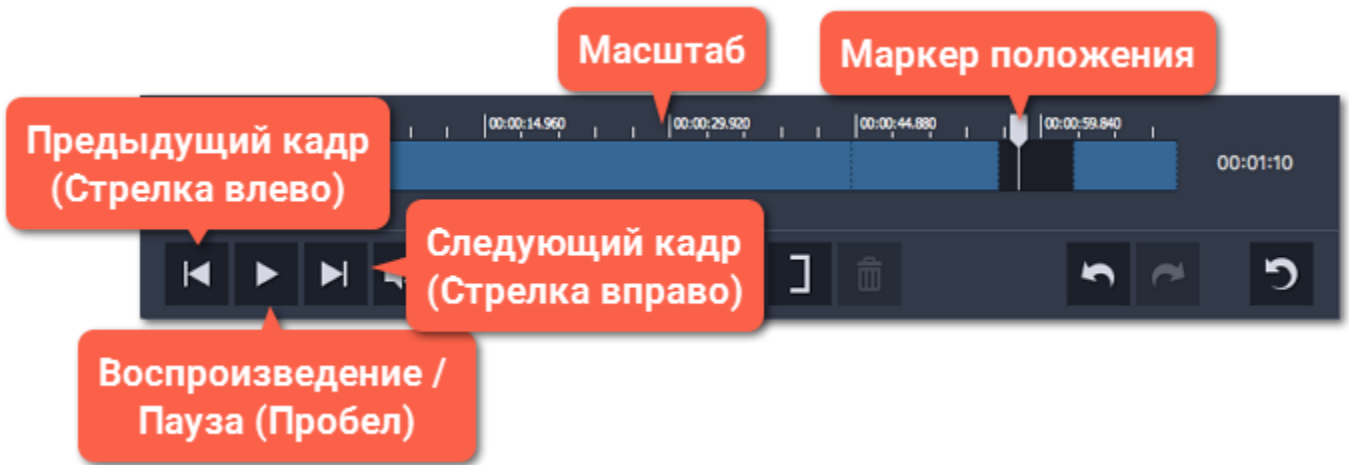 Масштаб
Маркер положения
Предыдущий кадр
(Стрелка влево)
00:00:14.960
00:00:29.920
00:00:44.880
00:00:59.840
00:01:10
Следующий кадр
(Стрелка вправо)
Воспроизведение /
Пауза (Пробел)